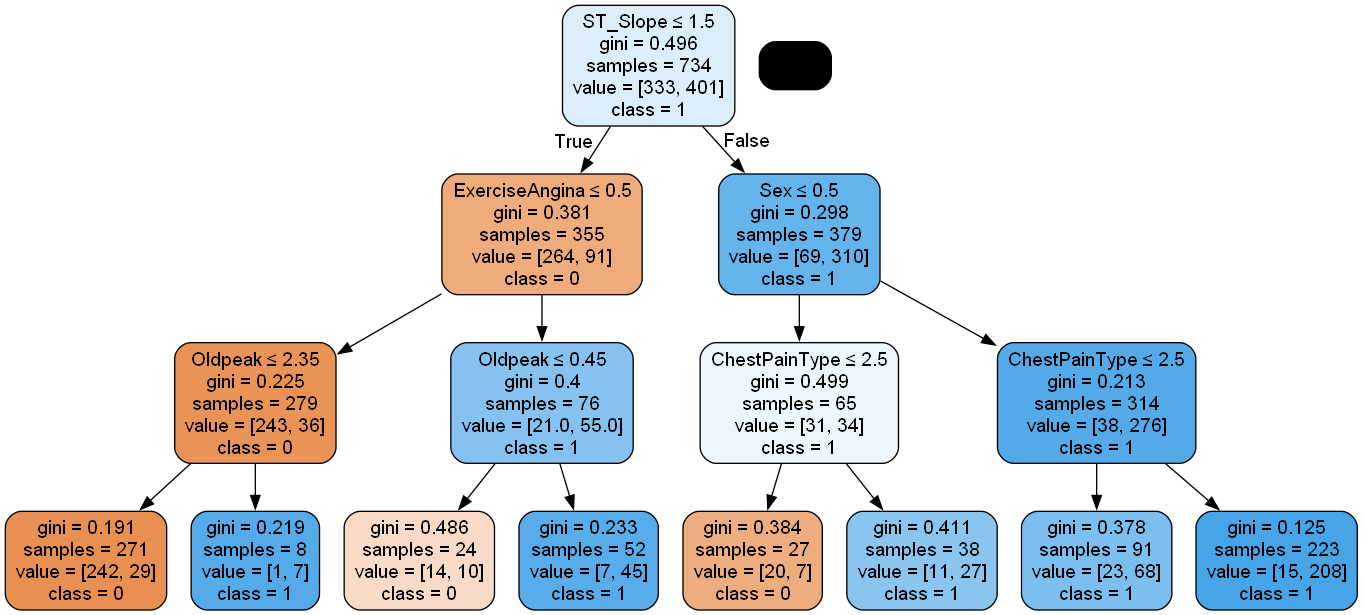 ST_Slope ≤ 1.5
gini = 0.496
samples = 734
value = [333, 401]
class = 1
True
False
ExerciseAngina ≤ 0.5
gini = 0.381
samples = 355
value = [264, 91]
class = 0
Sex ≤ 0.5
gini = 0.298
samples = 379
value = [69, 310]
class = 1
Oldpeak ≤ 2.35
gini = 0.225
samples = 279
value = [243, 36]
class = 0
Oldpeak ≤ 0.45
gini = 0.4
samples = 76
value = [21.0, 55.0]
class = 1
ChestPainType ≤ 2.5
gini = 0.499
samples = 65
value = [31, 34]
class = 1
ChestPainType ≤ 2.5
gini = 0.213
samples = 314
value = [38, 276]
class = 1
gini = 0.191
samples = 271
value = [242, 29]
class = 0
gini = 0.219
samples = 8
value = [1, 7]
class = 1
gini = 0.486
samples = 24
value = [14, 10]
class = 0
gini = 0.233
samples = 52
value = [7, 45]
class = 1
gini = 0.384
samples = 27
value = [20, 7]
class = 0
gini = 0.411
samples = 38
value = [11, 27]
class = 1
gini = 0.378
samples = 91
value = [23, 68]
class = 1
gini = 0.125
samples = 223
value = [15, 208]
class = 1